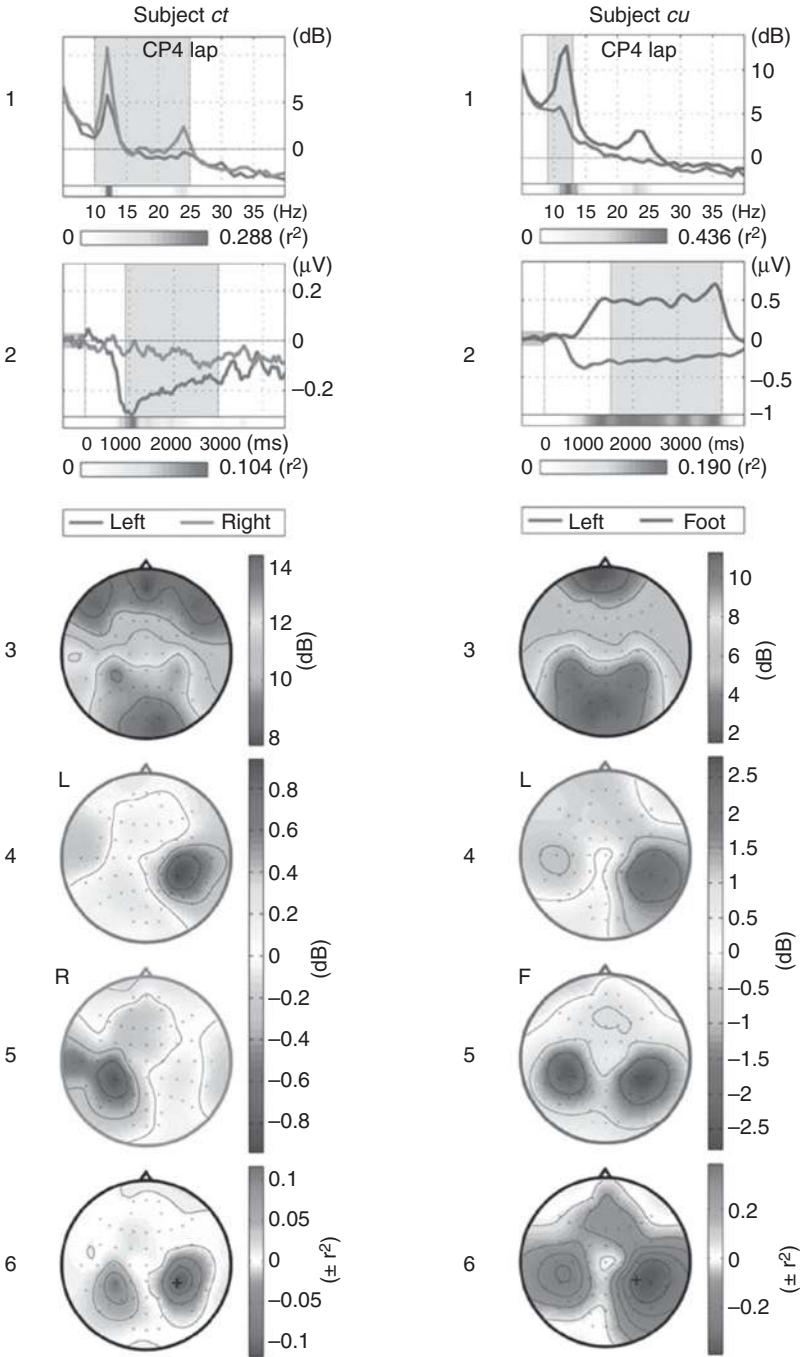 Subject ct
1
CP4 lap
(dB)
5
0
10 15 20 25 30 35 (Hz)
0 0.288 (r²)
2
(μV)
0.2
0
−0.2
0 1000 2000 3000 (ms)
0 0.104 (r²)
Left Right
3
14
12
10
8
(dB)
4
L
5
R
0.8
0.6
0.4
0.2
0
−0.2
−0.4
−0.6
−0.8
(dB)
6
0.1
0.05
0
−0.05
−0.1
(± r²)
Subject cu
1
CP4 lap
(dB)
10
5
0
10 15 20 25 30 35 (Hz)
0 0.436 (r²)
2
(μV)
0.5
0
−0.5
−1
0 1000 2000 3000 (ms)
0 0.190 (r²)
Left Foot
3
10
8
6
4
2
(dB)
4
L
5
F
2.5
2
1.5
1
0.5
0
−0.5
−1
−1.5
−2
−2.5
(dB)
6
0.2
0
−0.2
(± r²)